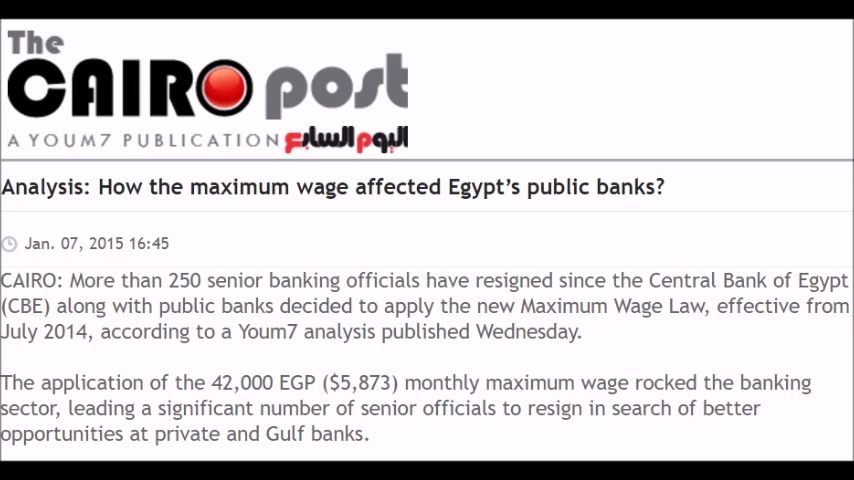 The
CAIRO post
A YOUM7 PUBLICATION اليوم السابع
Analysis: How the maximum wage affected Egypt's public banks?
Jan. 07, 2015 16:45
CAIRO: More than 250 senior banking officials have resigned since the Central Bank of Egypt
(CBE) along with public banks decided to apply the new Maximum Wage Law, effective from
July 2014, according to a Youm7 analysis published Wednesday.
The application of the 42,000 EGP ($5,873) monthly maximum wage rocked the banking
sector, leading a significant number of senior officials to resign in search of better
opportunities at private and Gulf banks.